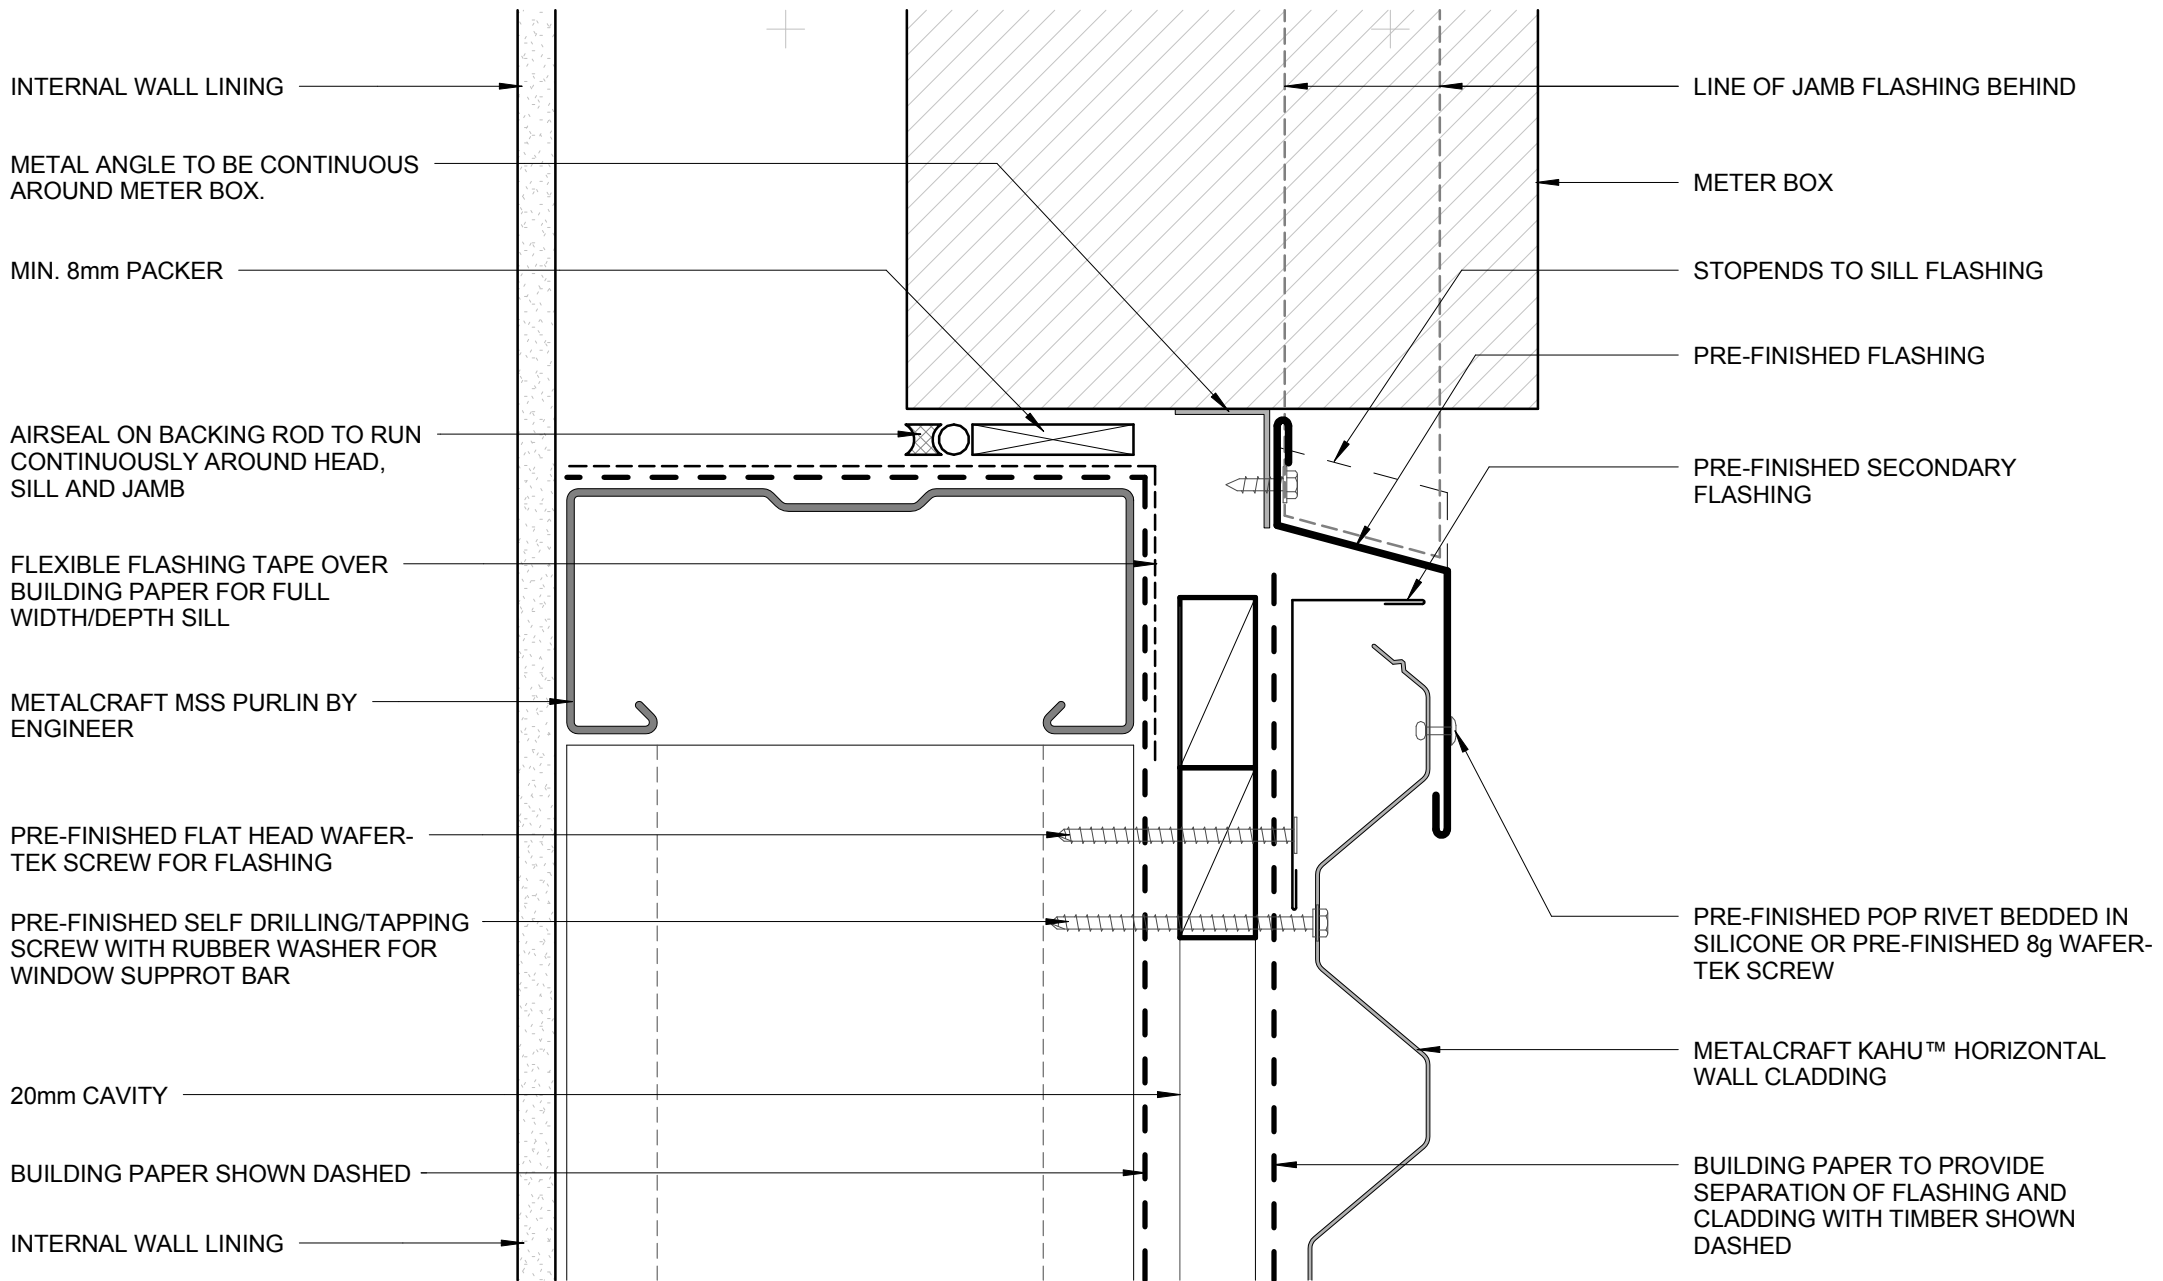 INTERNAL WALL LINING
METAL ANGLE TO BE CONTINUOUS
AROUND METER BOX.
MIN. 8mm PACKER
AIRSEAL ON BACKING ROD TO RUN
CONTINUOUSLY AROUND HEAD,
SILL AND JAMB
FLEXIBLE FLASHING TAPE OVER
BUILDING PAPER FOR FULL
WIDTH/DEPTH SILL
METALCRAFT MSS PURLIN BY
ENGINEER
PRE-FINISHED FLAT HEAD WAFER-
TEK SCREW FOR FLASHING
PRE-FINISHED SELF DRILLING/TAPPING
SCREW WITH RUBBER WASHER FOR
WINDOW SUPPROT BAR
20mm CAVITY
BUILDING PAPER SHOWN DASHED
INTERNAL WALL LINING
LINE OF JAMB FLASHING BEHIND
METER BOX
STOPENDS TO SILL FLASHING
PRE-FINISHED FLASHING
PRE-FINISHED SECONDARY
FLASHING
PRE-FINISHED POP RIVET BEDDED IN
SILICONE OR PRE-FINISHED 8g WAFER-
TEK SCREW
METALCRAFT KAHU™ HORIZONTAL
WALL CLADDING
BUILDING PAPER TO PROVIDE
SEPARATION OF FLASHING AND
CLADDING WITH TIMBER SHOWN
DASHED